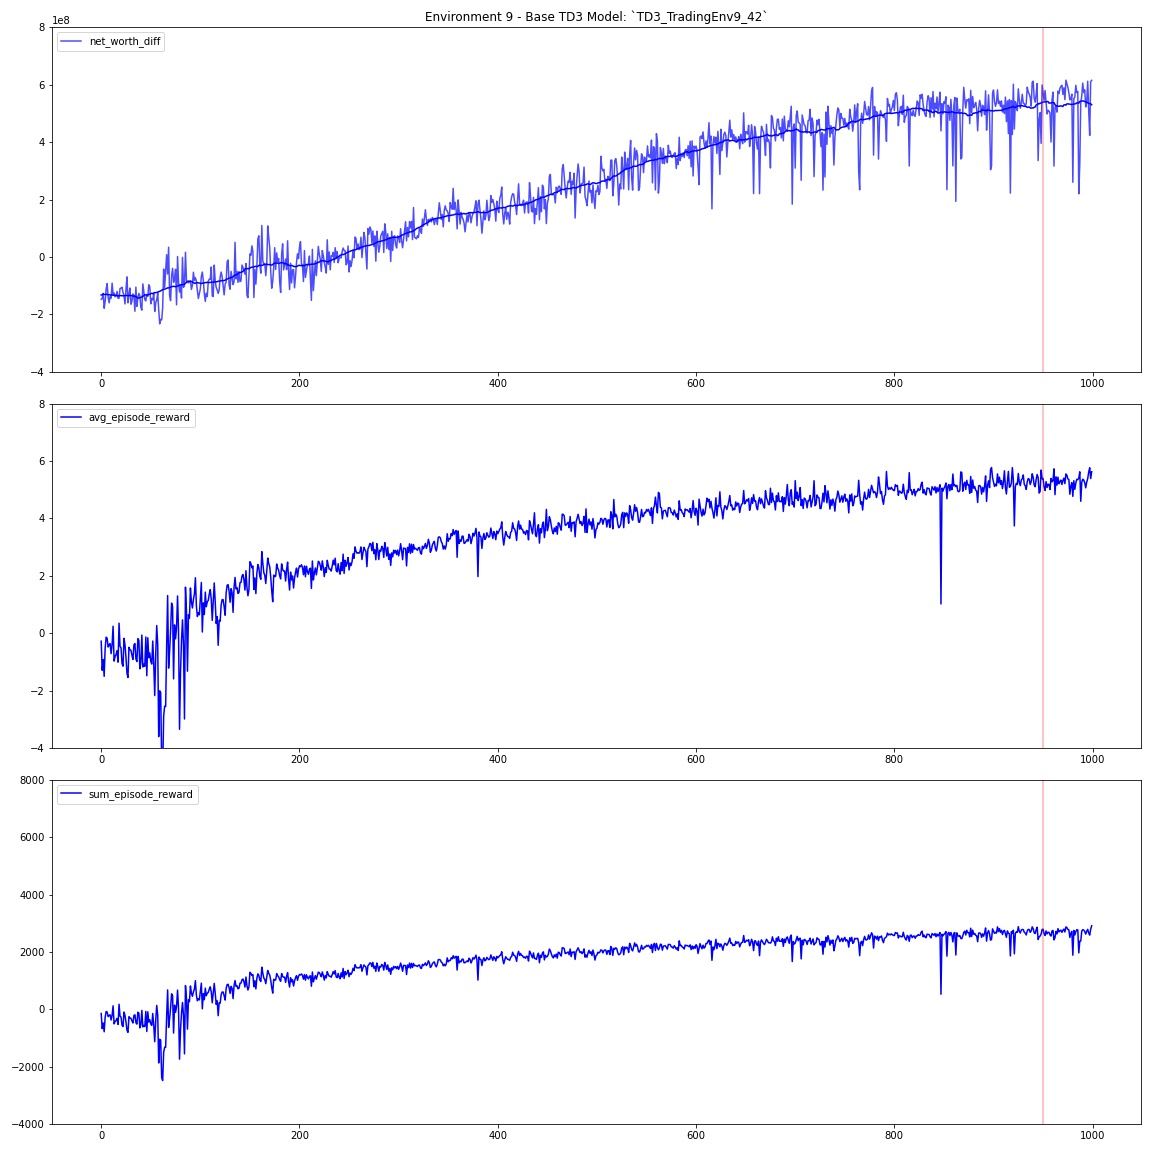 Environment 9 - Base TD3 Model: `TD3_TradingEnv9_42`
1e8
net_worth_diff
8
6
4
2
0
−2
−4
0 200 400 600 800 1000
avg_episode_reward
8
6
4
2
0
−2
−4
0 200 400 600 800 1000
sum_episode_reward
8000
6000
4000
2000
0
−2000
−4000
0 200 400 600 800 1000